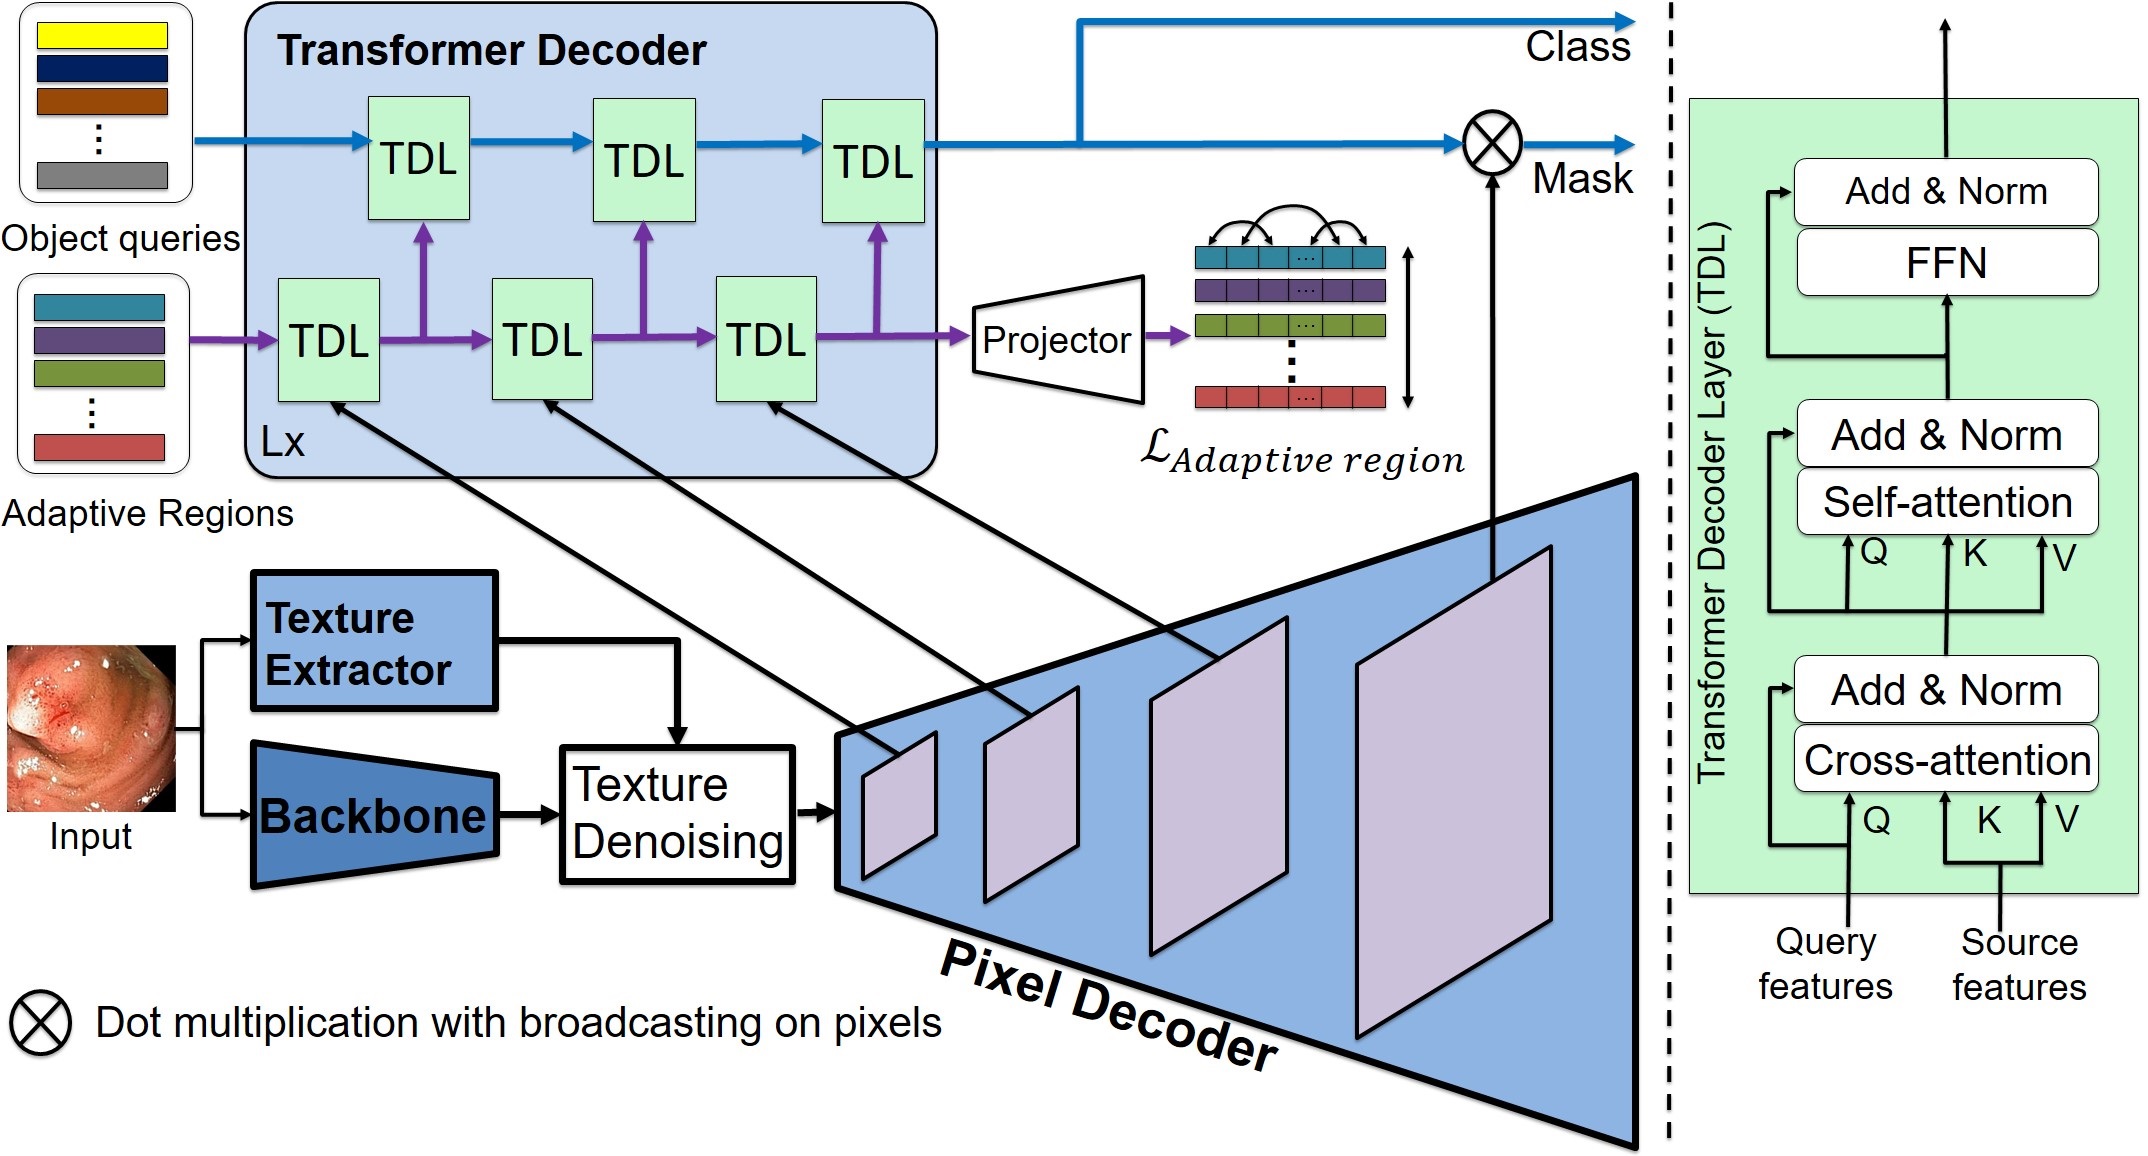 Transformer Decoder
TDL
TDL
TDL
Object queries
TDL
TDL
TDL
Lx
Adaptive Regions
Class
Mask
Projector
...
...
...
...
ℒ Adaptive region
Texture
Extractor
Backbone
Input
Texture
Denoising
Pixel Decoder
Dot multiplication with broadcasting on pixels
Transformer Decoder Layer (TDL)
Add & Norm
FFN
Add & Norm
Self-attention
Q K V
Add & Norm
Cross-attention
Q K V
Query
features
Source
features